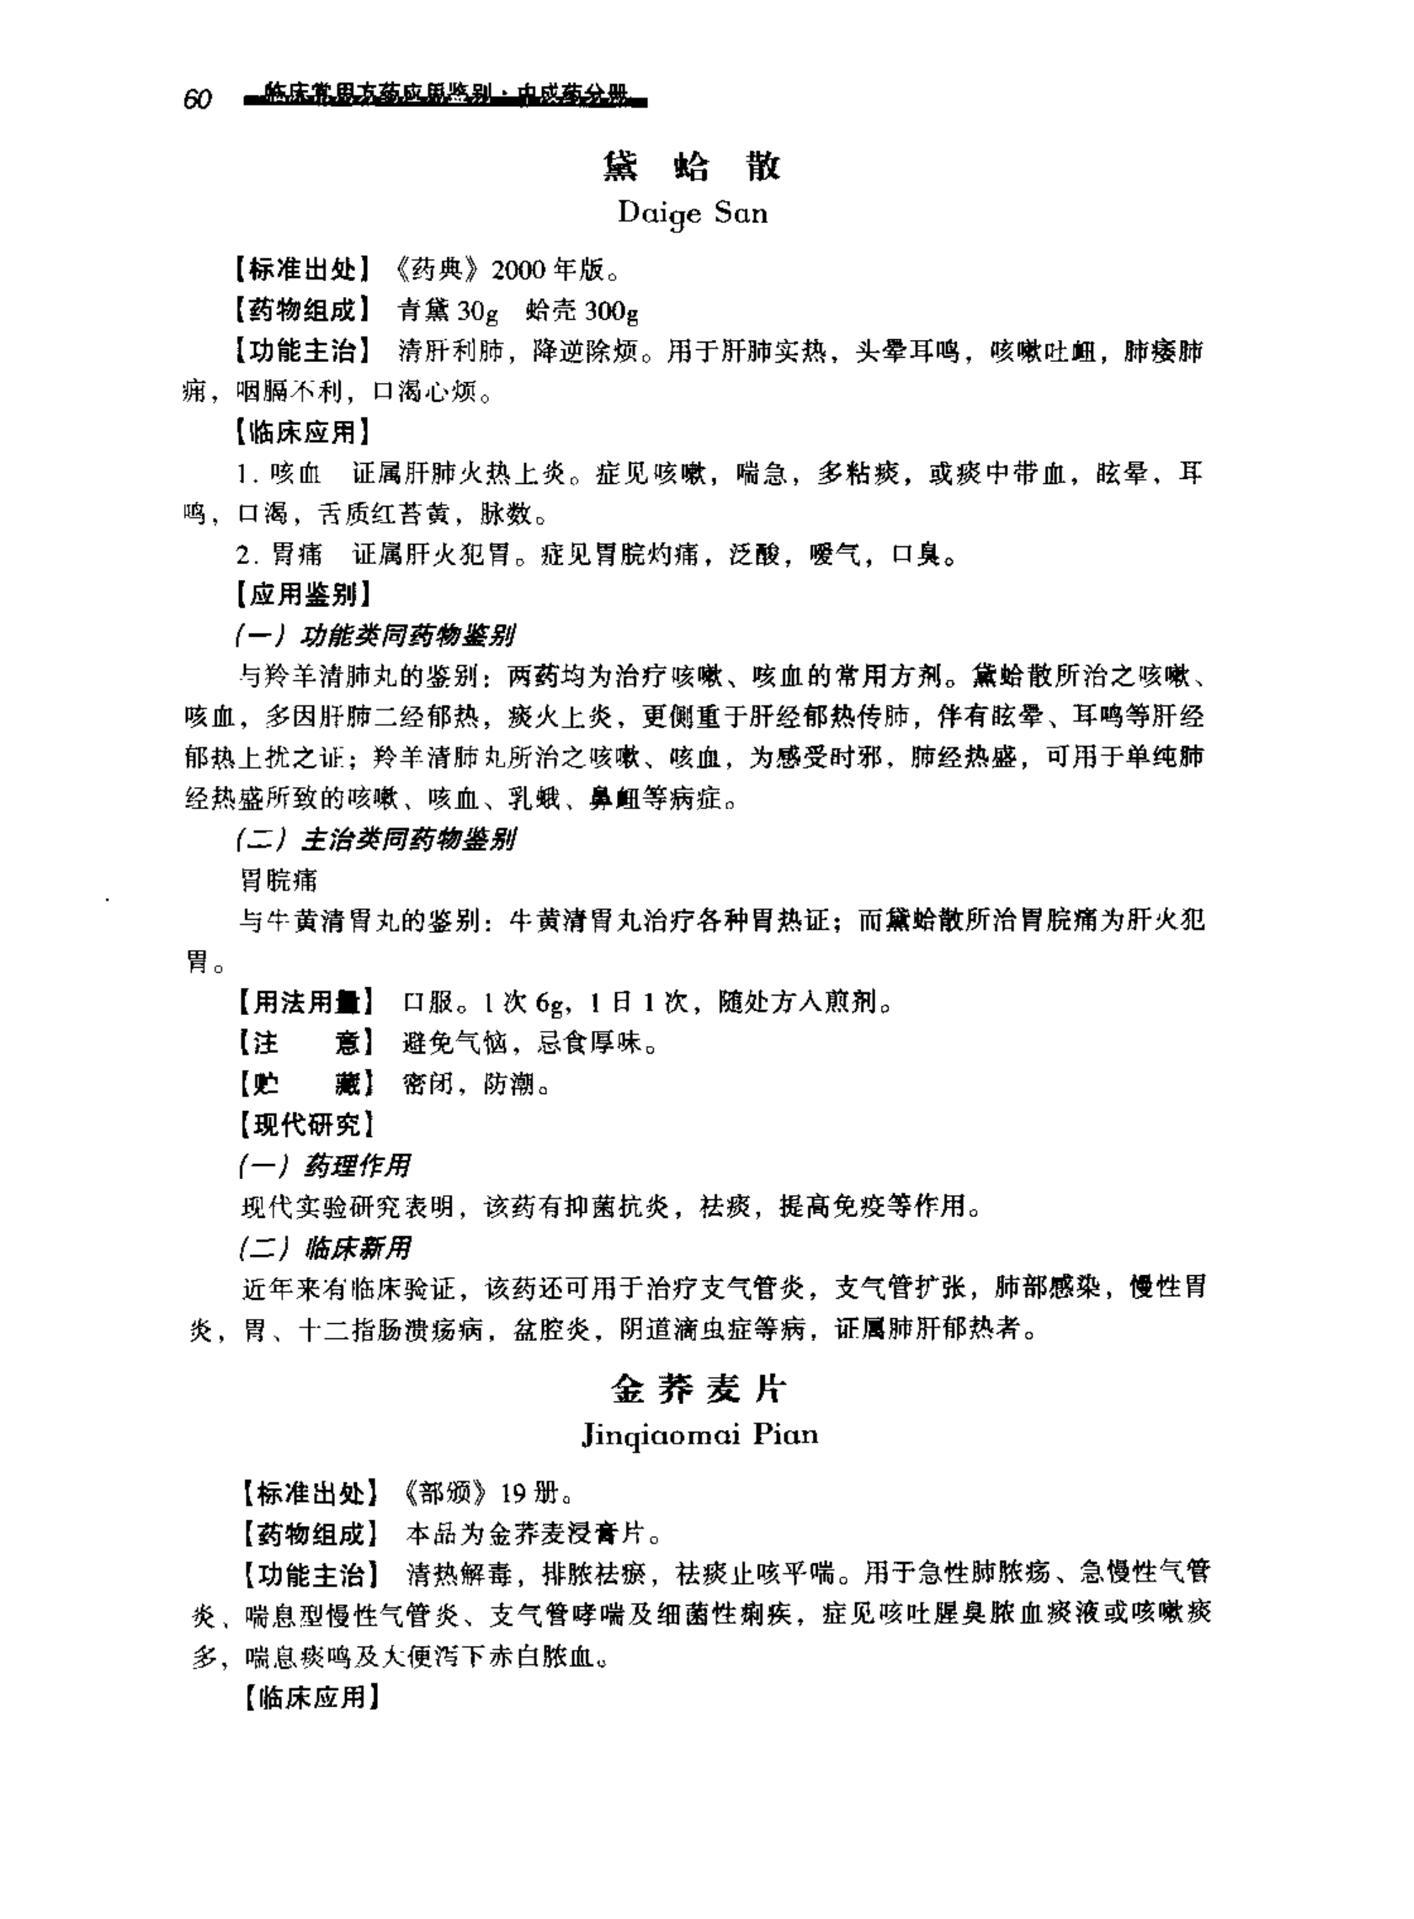 60 临床常用方药应用鉴别·中成药分册
黛蛤散
Daige San
【标准出处】《药典》2000年版。
【药物组成】 青黛30g 蛤壳300g
【功能主治】 清肝利肺，降逆除烦。用于肝肺实热，头晕耳鸣，咳嗽吐衄，肺痿肺
痈，咽膈不利，口渴心烦。
【临床应用】
1. 咳血 证属肝肺火热上炎。症见咳嗽，喘急，多粘痰，或痰中带血，眩晕，耳
鸣，口渴，舌质红苔黄，脉数。
2. 胃痛 证属肝火犯胃。症见胃脘灼痛，泛酸，嗳气，口臭。
【应用鉴别】
（一）功能类同药物鉴别
与羚羊清肺丸的鉴别：两药均为治疗咳嗽、咳血的常用方剂。黛蛤散所治之咳嗽、
咳血，多因肝肺二经郁热，痰火上炎，更侧重于肝经郁热传肺，伴有眩晕、耳鸣等肝经
郁热上扰之证；羚羊清肺丸所治之咳嗽、咳血，为感受时邪，肺经热盛，可用于单纯肺
经热盛所致的咳嗽、咳血、乳蛾、鼻衄等病症。
（二）主治类同药物鉴别
胃脘痛
与牛黄清胃丸的鉴别：牛黄清胃丸治疗各种胃热证；而黛蛤散所治胃脘痛为肝火犯
胃。
【用法用量】 口服。1次6g，1日1次，随处方入煎剂。
【注 意】 避免气恼，忌食厚味。
【贮 藏】 密闭，防潮。
【现代研究】
（一）药理作用
现代实验研究表明，该药有抑菌抗炎，祛痰，提高免疫等作用。
（二）临床新用
近年来有临床验证，该药还可用于治疗支气管炎，支气管扩张，肺部感染，慢性胃
炎，胃、十二指肠溃疡病，盆腔炎，阴道滴虫症等病，证属肺肝郁热者。
金荞麦片
Jinqiaomai Pian
【标准出处】《部颁》19册。
【药物组成】 本品为金荞麦浸膏片。
【功能主治】 清热解毒，排脓祛瘀，祛痰止咳平喘。用于急性肺脓疡、急慢性气管
炎、喘息型慢性气管炎、支气管哮喘及细菌性痢疾，症见咳吐腥臭脓血痰液或咳嗽痰
多，喘息痰鸣及大便泻下赤白脓血。
【临床应用】